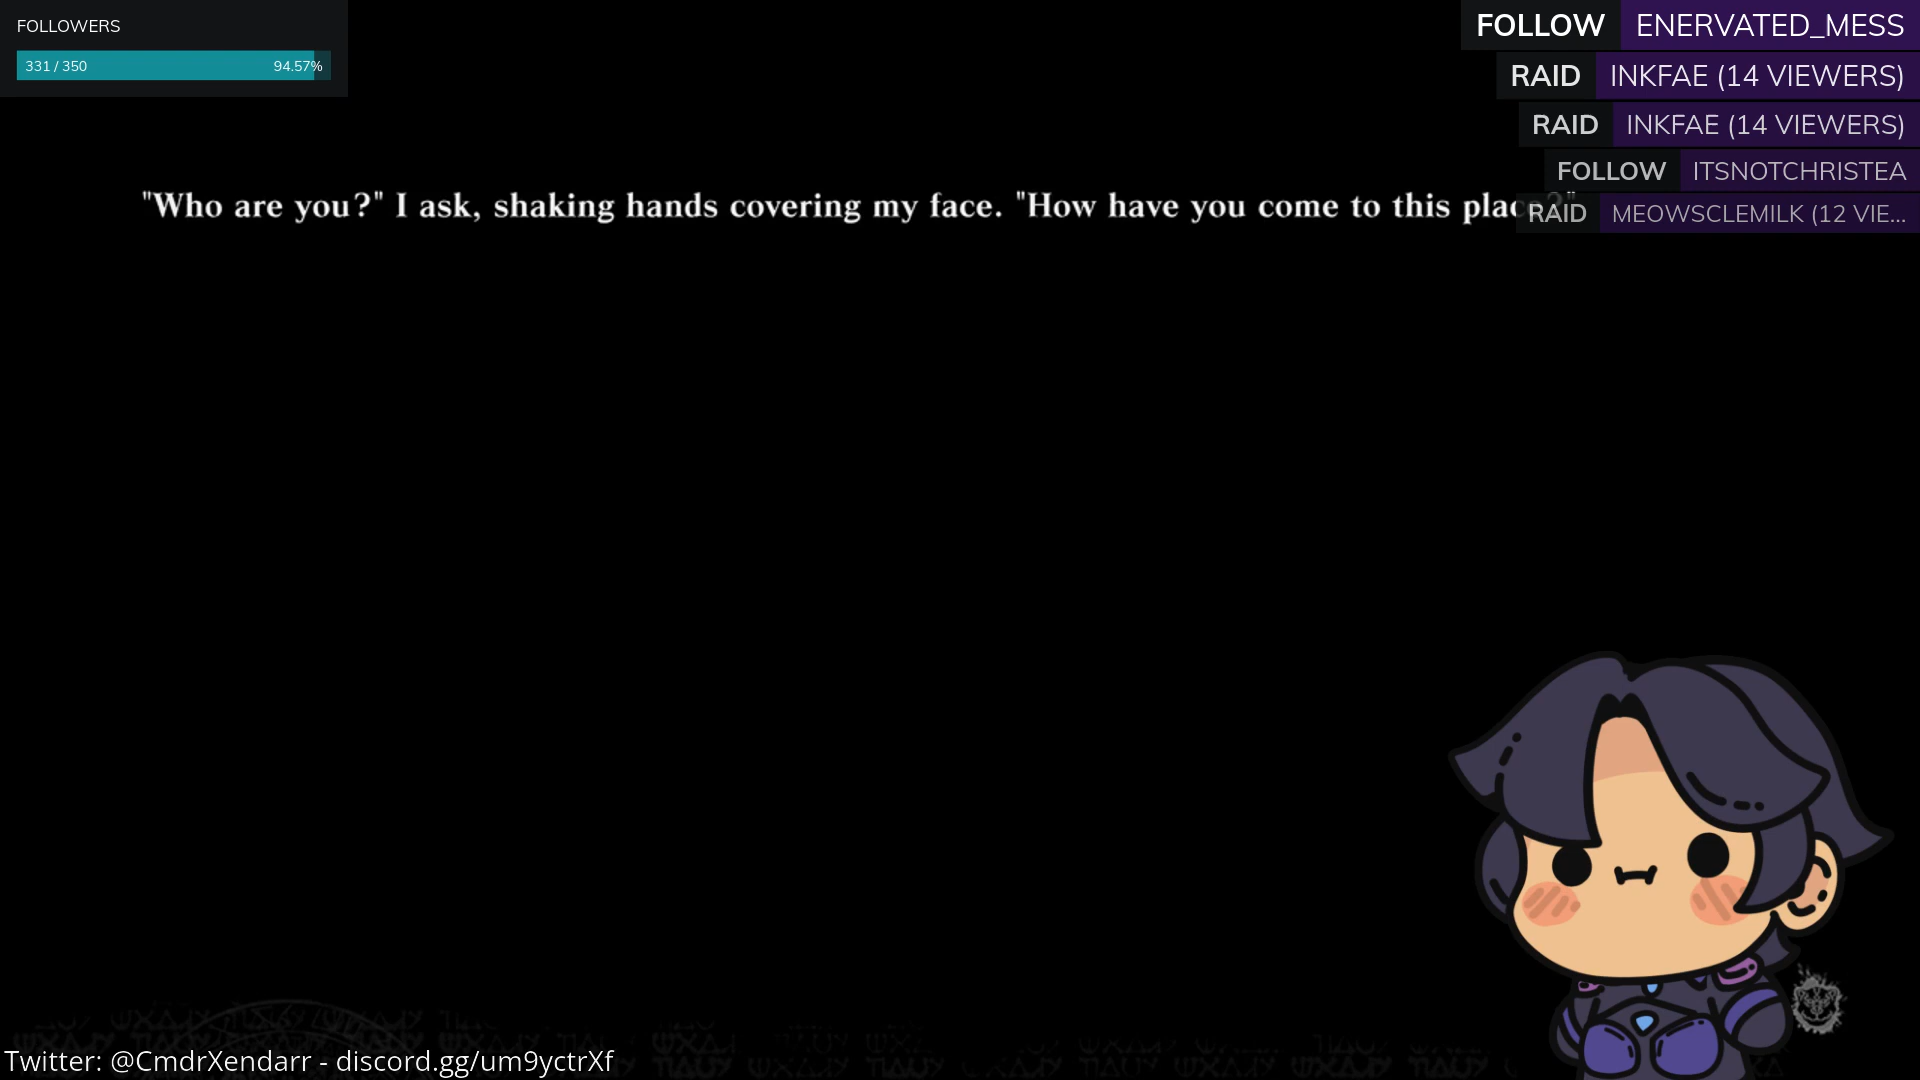 FOLLOWERS
331 / 350 94.57%
FOLLOW ENERVATED_MESS
RAID INKFAE (14 VIEWERS)
RAID INKFAE (14 VIEWERS)
FOLLOW ITSNOTCHRISTEA
RAID MEOWSCLEMILK (12 VIE...
"Who are you?" I ask, shaking hands covering my face. "How have you come to this place?"
Twitter: @CmdrXendarr - discord.gg/um9yctrXf